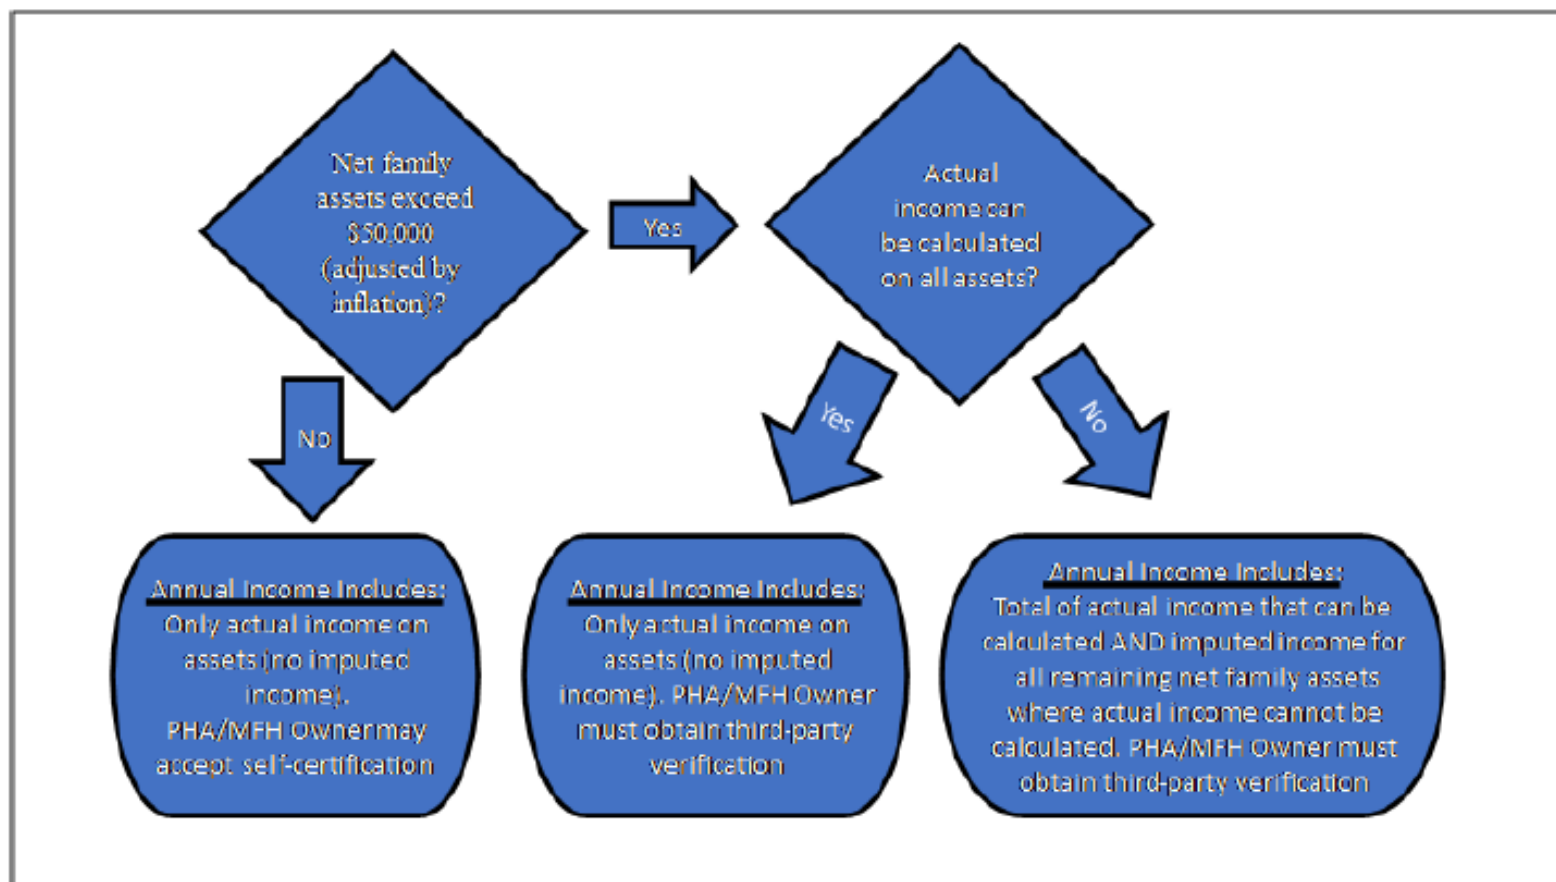 Net family
assets exceed
$50,000
(adjusted by
inflation)?
Yes
Actual
income can
be calculated
on all assets?
No
Yes
No
Annual Income Includes:
Only actual income on
assets (no imputed
income).
PHA/MFH Owner may
accept self-certification
Annual Income Includes:
Only actual income on
assets (no imputed
income). PHA/MFH Owner
must obtain third-party
verification
Annual Income Includes:
Total of actual income that can be
calculated AND imputed income for
all remaining net family assets
where actual income cannot be
calculated. PHA/MFH Owner must
obtain third-party verification